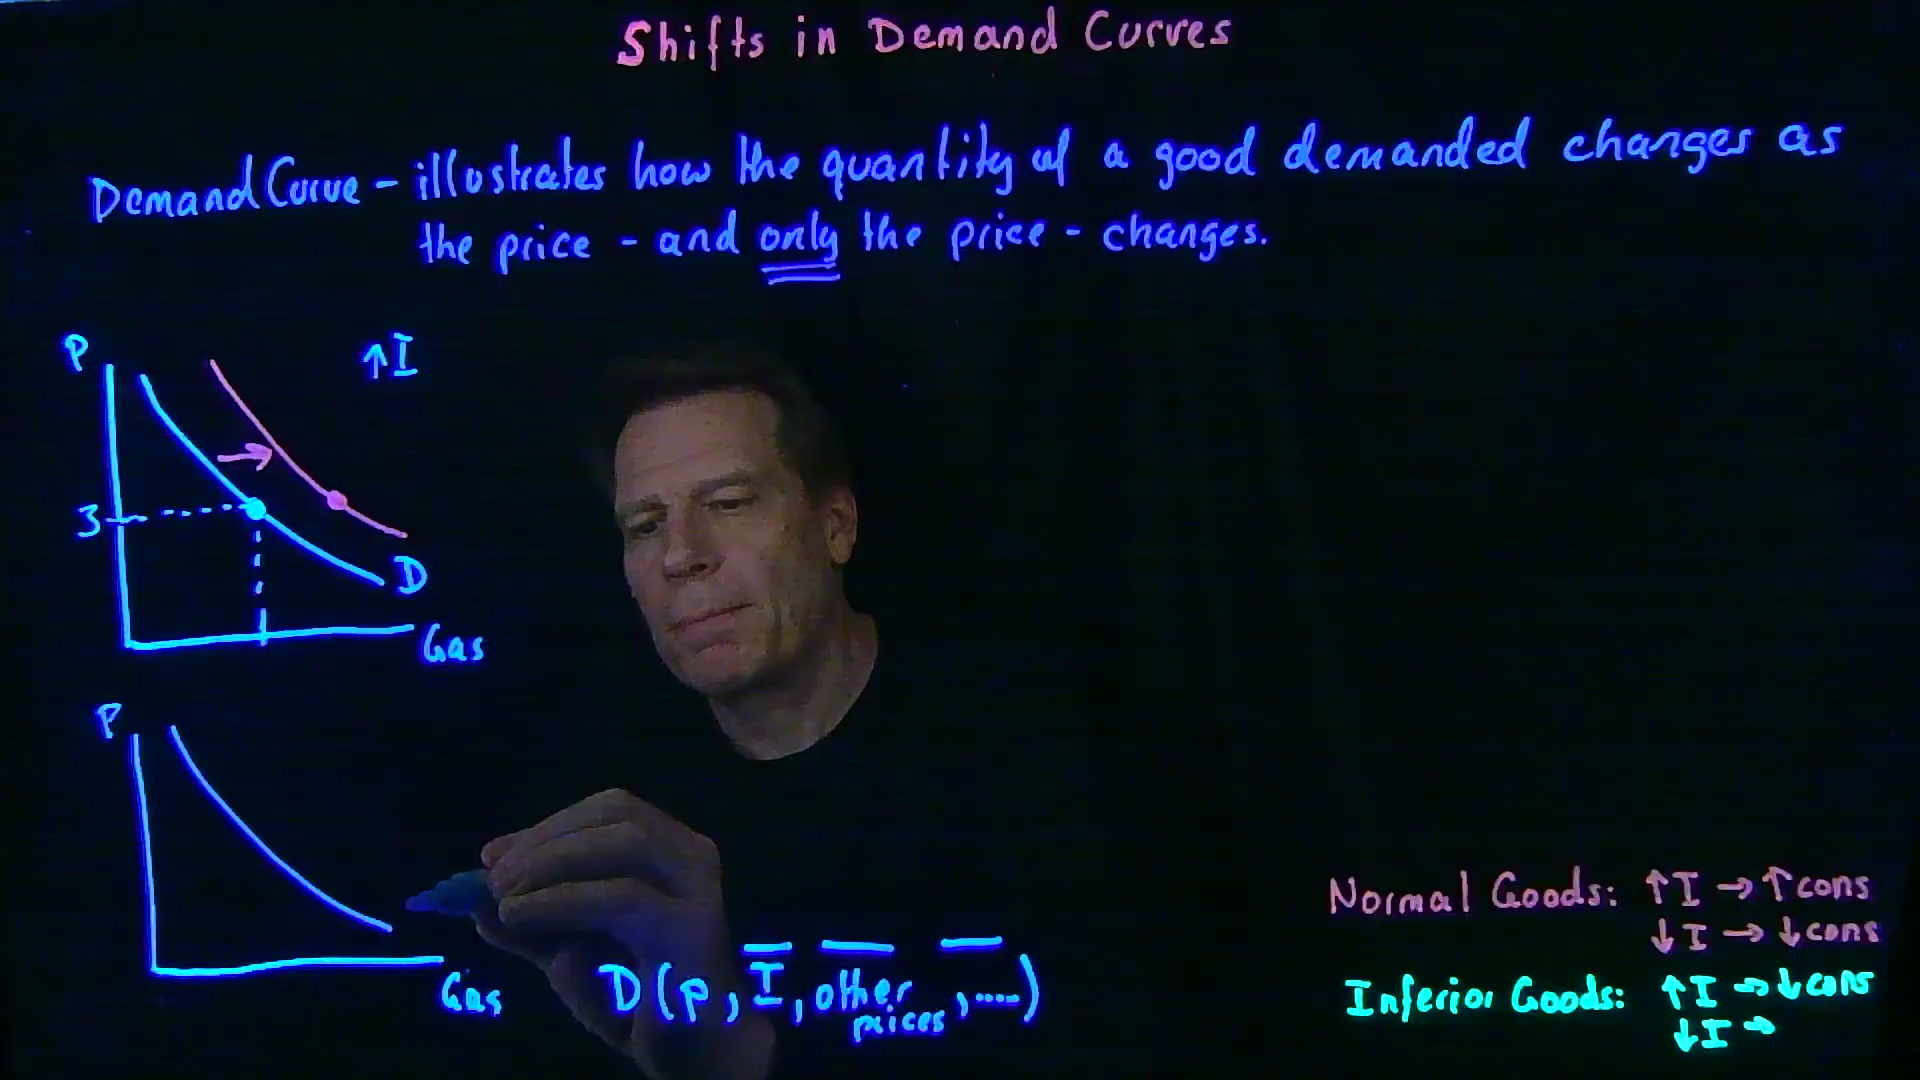 Shifts in Demand Curves
Demand Curve - illustrates how the quantity of a good demanded changes as
the price - and only the price - changes.
P
↑I
3
D
Gas
P
Gas
D(p, I, other prices, ....)
Normal Goods: ↑I → ↑cons
↓I → ↓cons
Inferior Goods: ↑I → ↓cons
↓I →